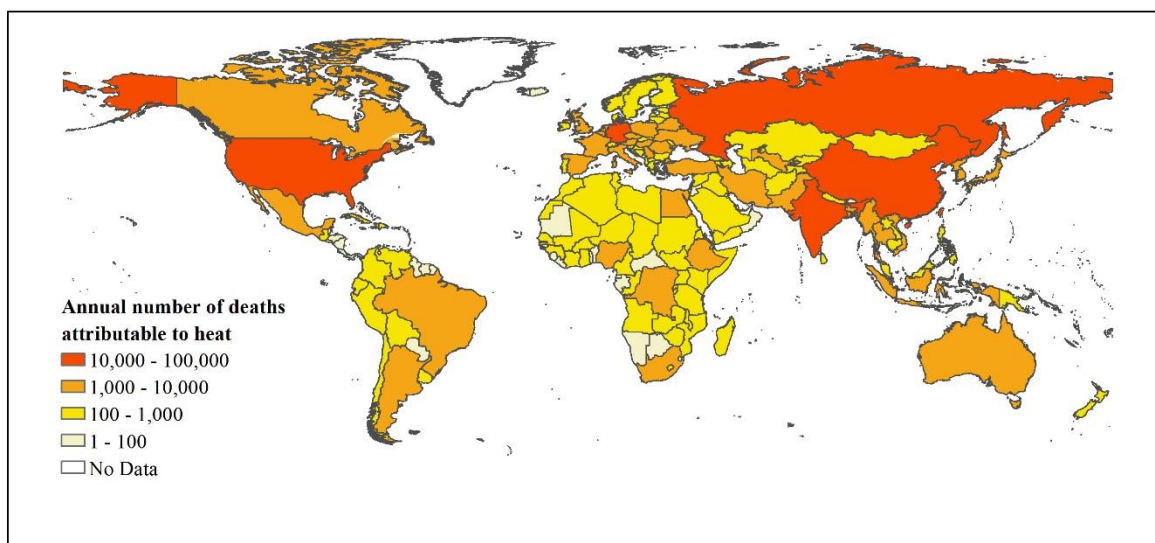 Annual number of deaths
attributable to heat
10,000 - 100,000
1,000 - 10,000
100 - 1,000
1 - 100
No Data